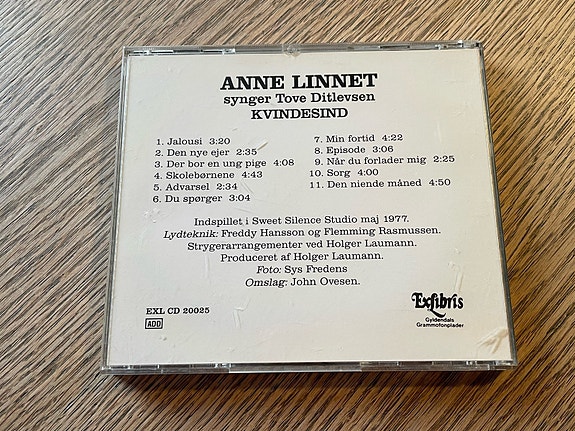 ANNE LINNET
synger Tove Ditlevsen
KVINDESIND
1. Jalousi 3:20
2. Den nye ejer 2:35
3. Der bor en ung pige 4:08
4. Skolebørnene 4:43
5. Advarsel 2:34
6. Du spørger 3:04
7. Min fortid 4:22
8. Episode 3:06
9. Når du forlader mig 2:25
10. Sorg 4:00
11. Den niende måned 4:50
Indspillet i Sweet Silence Studio maj 1977.
Lydteknik: Freddy Hansson og Flemming Rasmussen.
Strygerarrangementer ved Holger Laumann.
Produceret af Holger Laumann.
Foto: Sys Fredens
Omslag: John Ovesen.
EXL CD 20025
ADD
Exlibris
Gyldendals
Grammofonplader